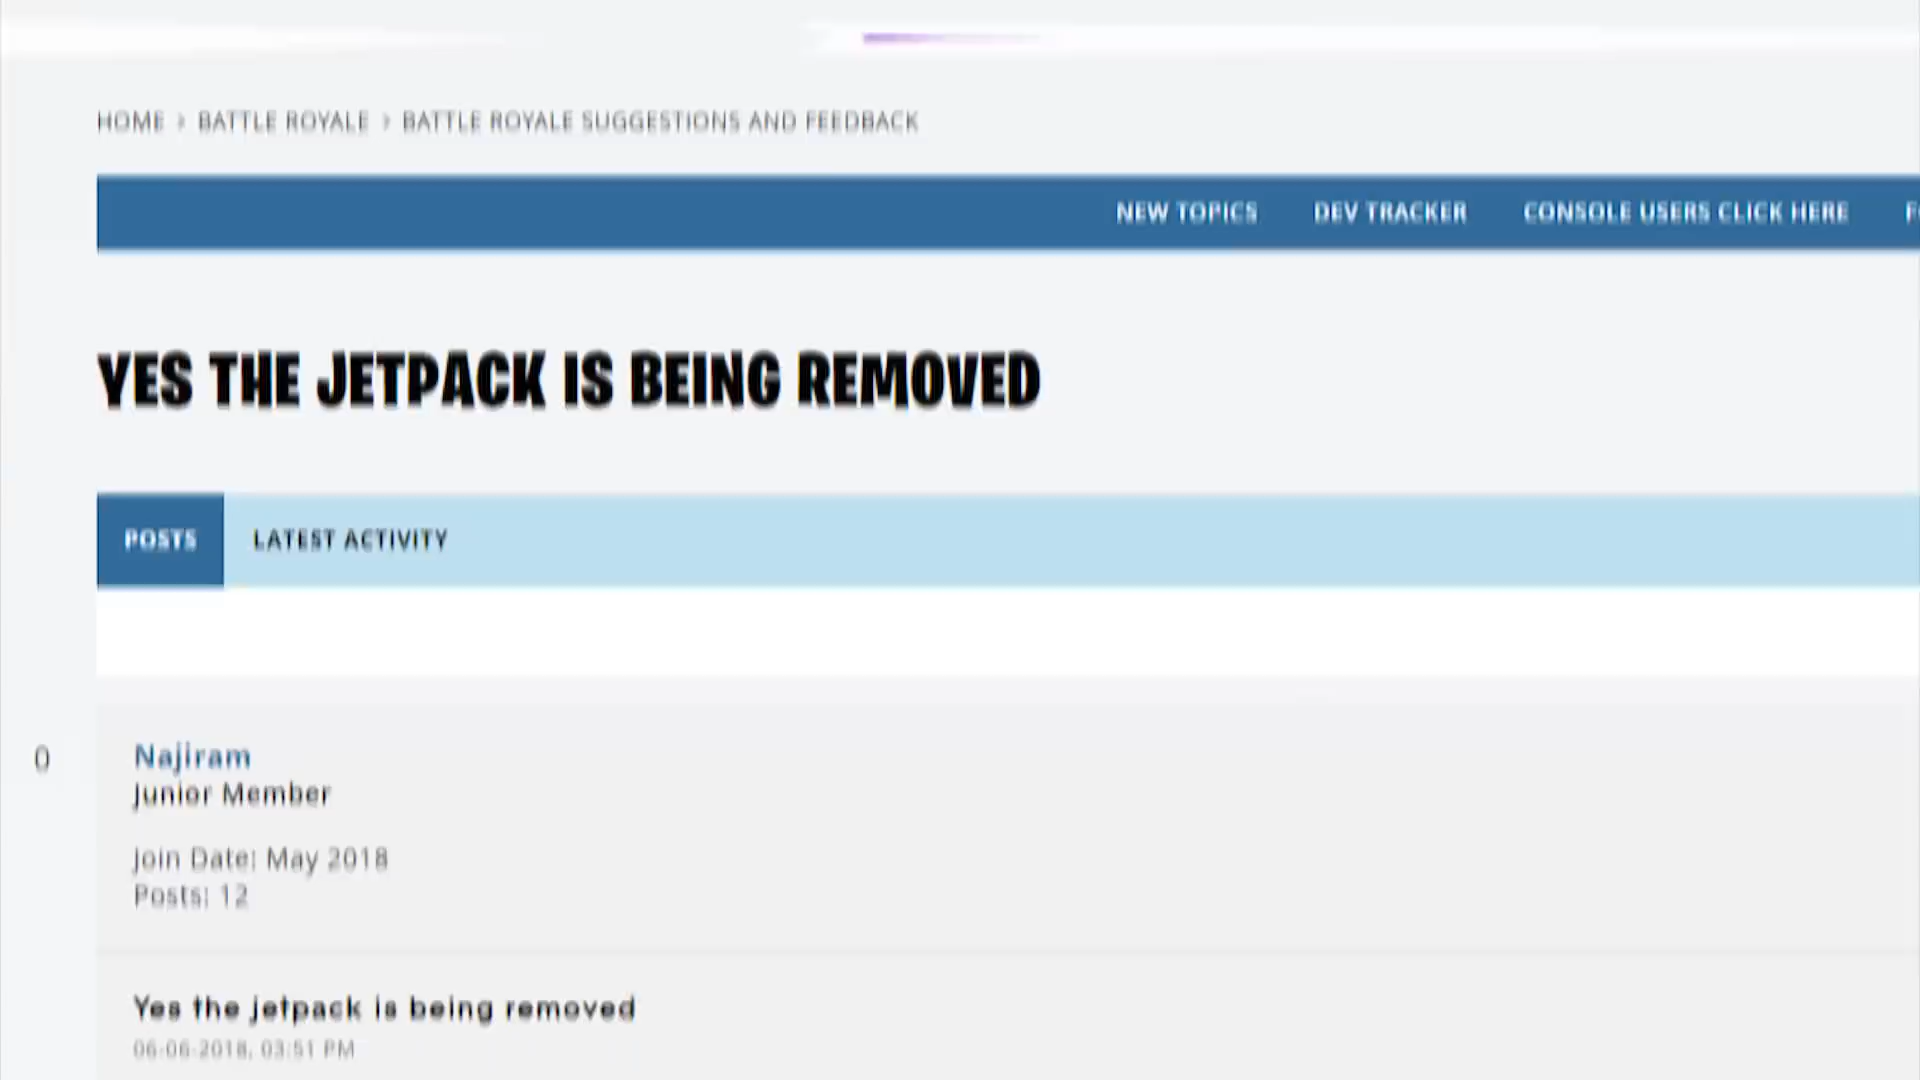 HOME › BATTLE ROYALE › BATTLE ROYALE SUGGESTIONS AND FEEDBACK
NEW TOPICS DEV TRACKER CONSOLE USERS CLICK HERE
YES THE JETPACK IS BEING REMOVED
POSTS LATEST ACTIVITY
0
Najiram
Junior Member
Join Date: May 2018
Posts: 12
Yes the jetpack is being removed
06-06-2018, 03:51 PM